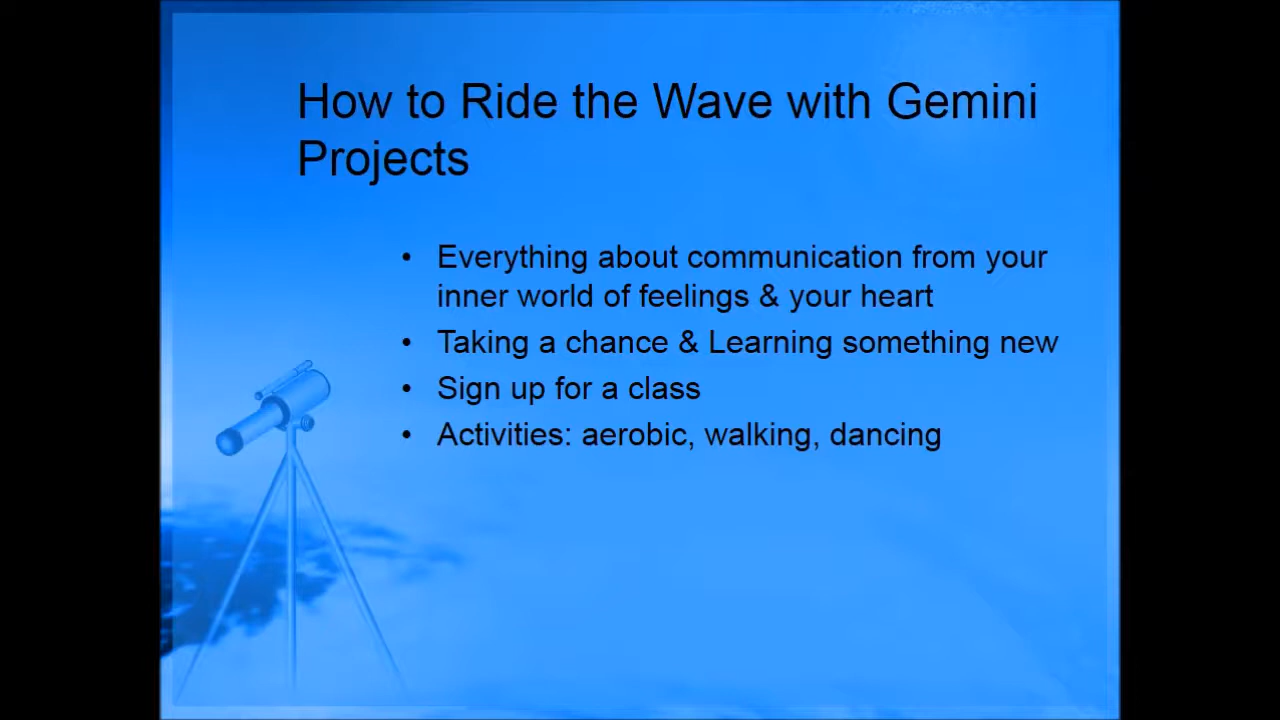 How to Ride the Wave with Gemini
Projects
• Everything about communication from your
inner world of feelings & your heart
• Taking a chance & Learning something new
• Sign up for a class
• Activities: aerobic, walking, dancing